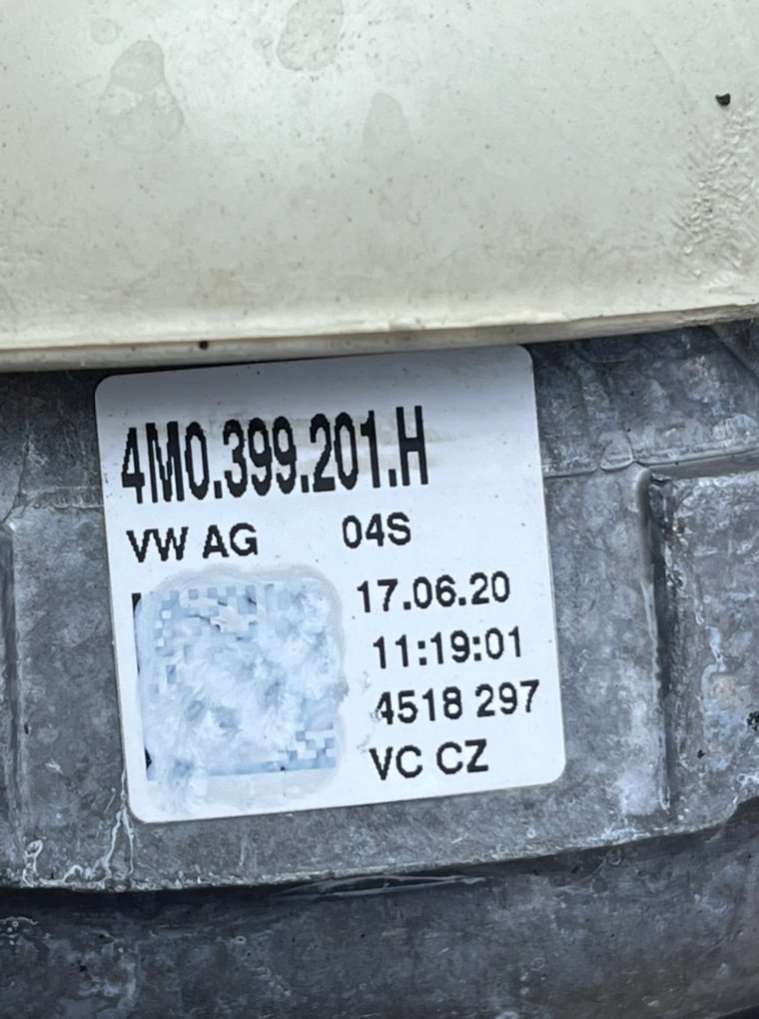 4M0.399.201.H
VW AG 04S
17.06.20
11:19:01
4518 297
VC CZ